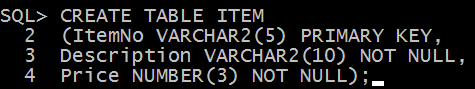 SQL> CREATE TABLE ITEM
2 (ItemNo VARCHAR2(5) PRIMARY KEY,
3 Description VARCHAR2(10) NOT NULL,
4 Price NUMBER(3) NOT NULL);